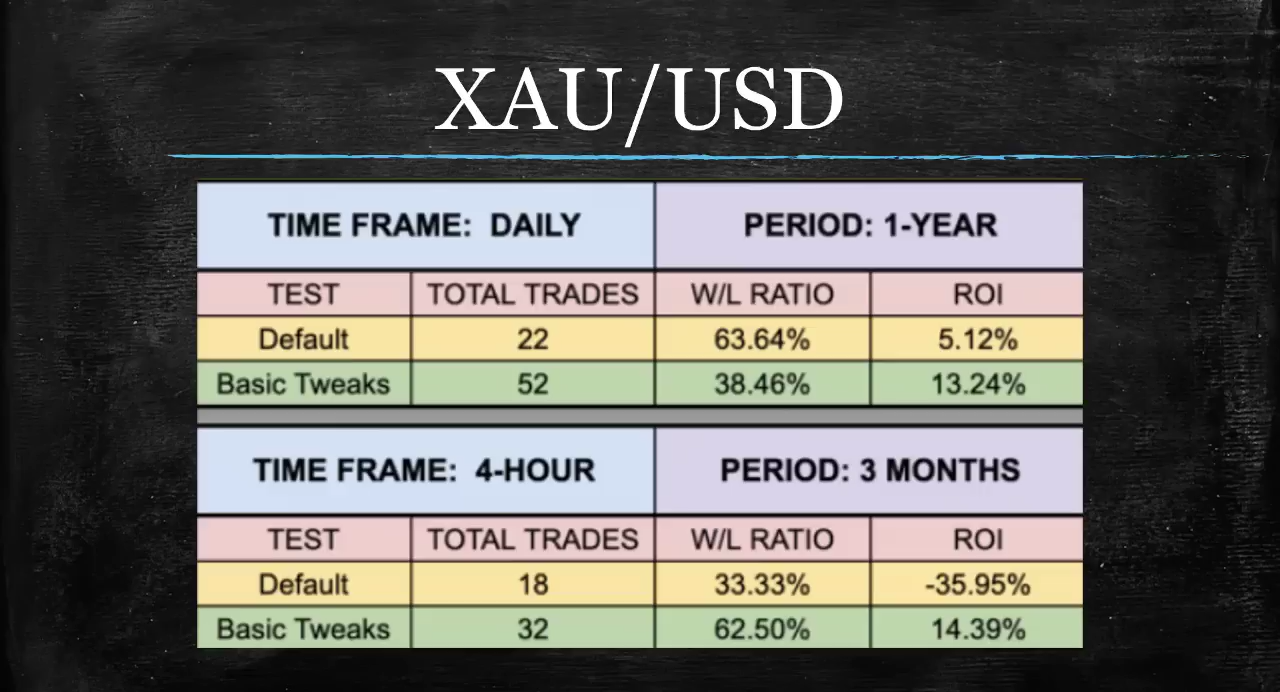 XAU/USD
TIME FRAME: DAILY PERIOD: 1-YEAR
TEST TOTAL TRADES W/L RATIO ROI
Default 22 63.64% 5.12%
Basic Tweaks 52 38.46% 13.24%
TIME FRAME: 4-HOUR PERIOD: 3 MONTHS
TEST TOTAL TRADES W/L RATIO ROI
Default 18 33.33% -35.95%
Basic Tweaks 32 62.50% 14.39%